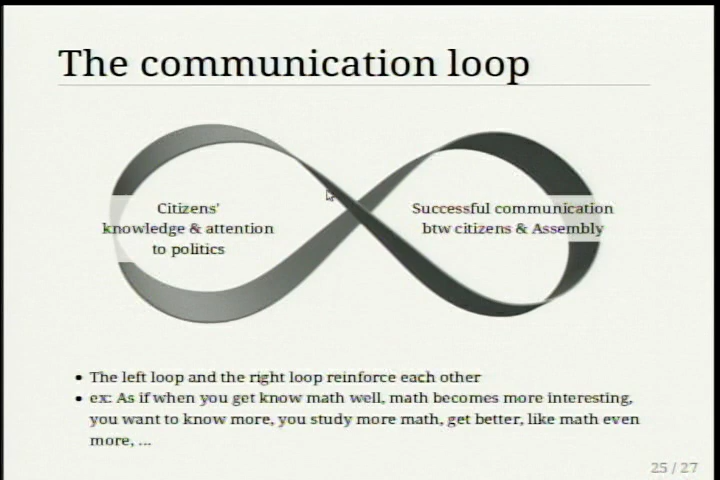 The communication loop
Citizens'
knowledge & attention
to politics
Successful communication
btw citizens & Assembly
• The left loop and the right loop reinforce each other
• ex: As if when you get know math well, math becomes more interesting,
you want to know more, you study more math, get better, like math even
more, ...
25 / 27